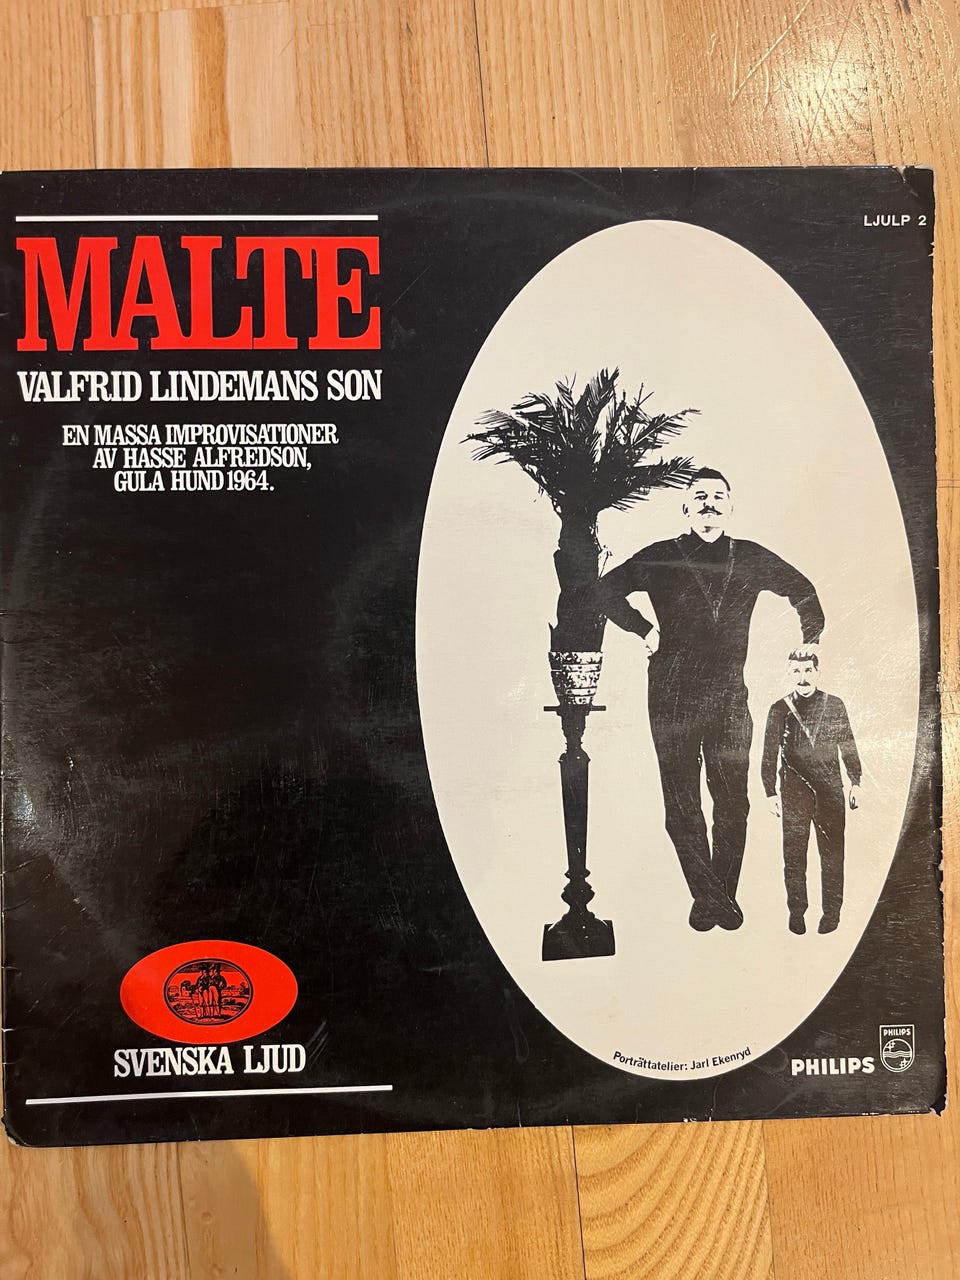 LJULP 2
MALTE
VALFRID LINDEMANS SON
EN MASSA IMPROVISATIONER
AV HASSE ALFREDSON,
GULA HUND 1964.
SVENSKA LJUD
Porträttatelier: Jarl Ekenryd
PHILIPS
PHILIPS